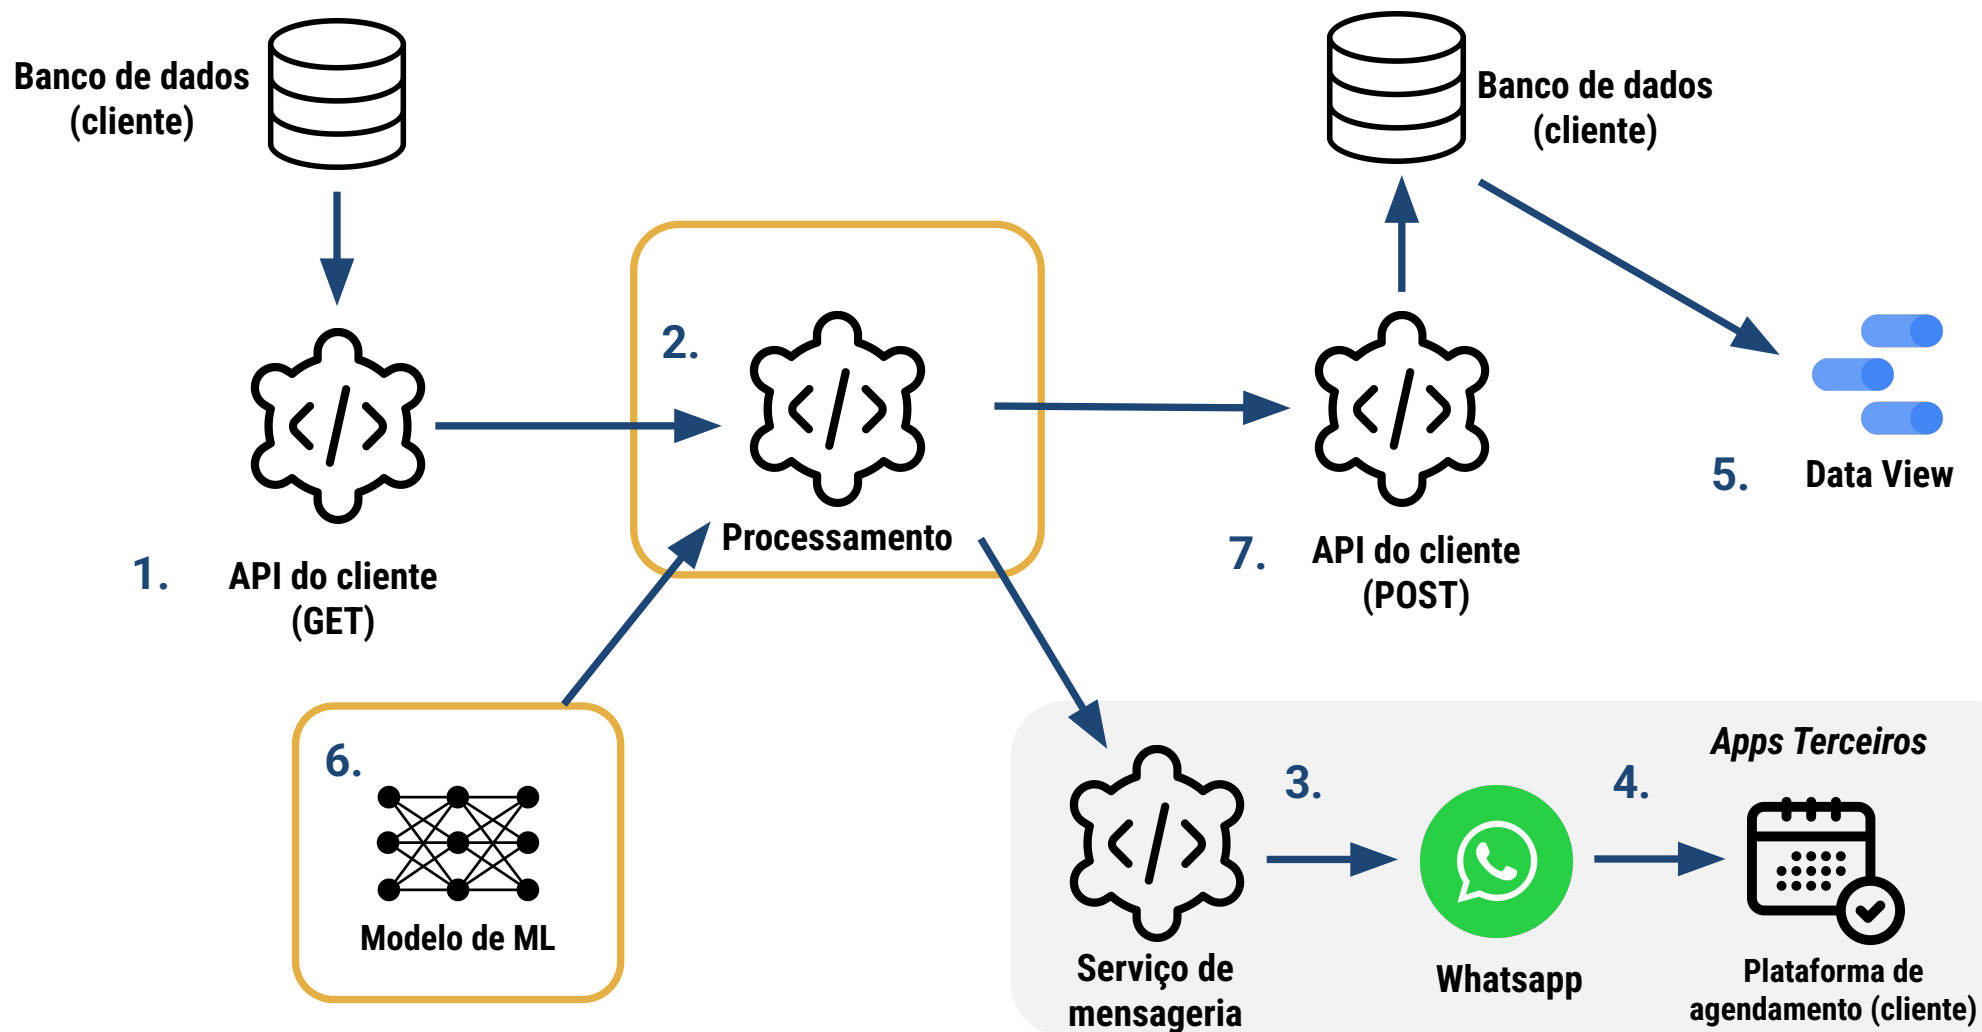 Banco de dados
(cliente)
Banco de dados
(cliente)
2.
Processamento
1.
API do cliente
(GET)
7.
API do cliente
(POST)
5.
Data View
6.
Modelo de ML
Apps Terceiros
3.
4.
Serviço de
mensageria
Whatsapp
Plataforma de
agendamento (cliente)